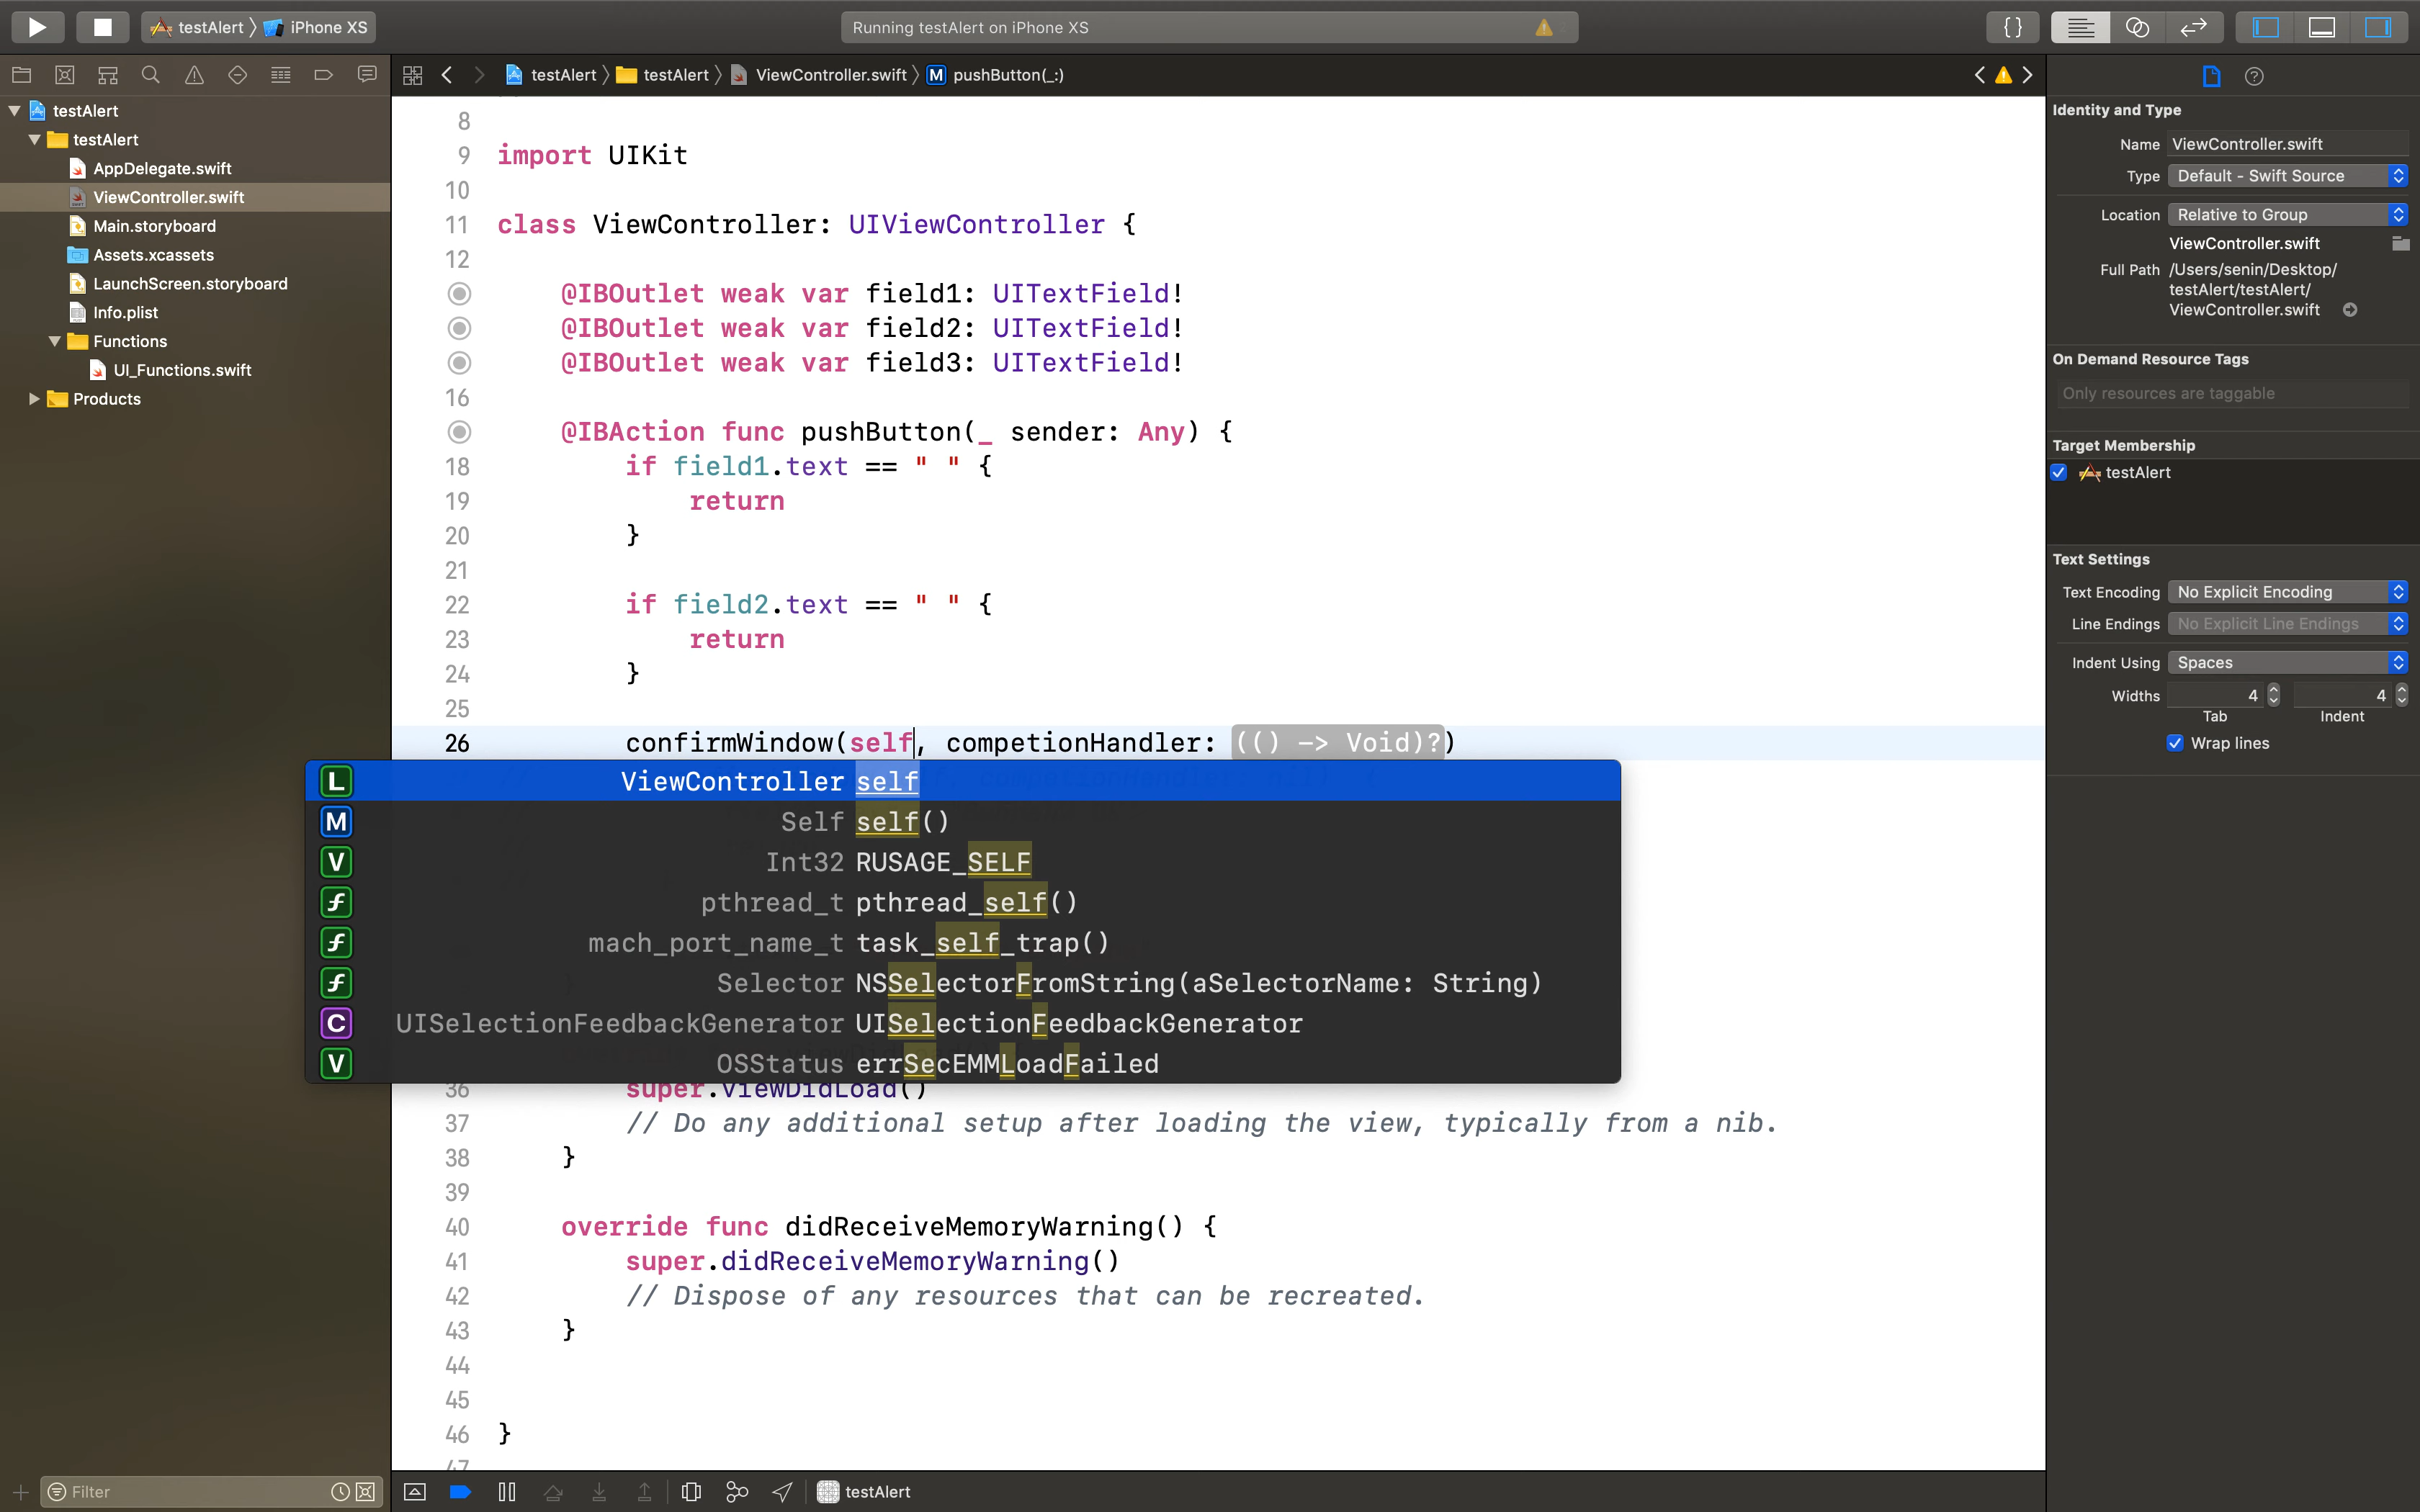 testAlert 〉 iPhone XS
Running testAlert on iPhone XS
{ }
testAlert 〉 testAlert 〉 ViewController.swift 〉 M pushButton(_:)
testAlert
testAlert
AppDelegate.swift
ViewController.swift
Main.storyboard
Assets.xcassets
LaunchScreen.storyboard
Info.plist
Functions
UI_Functions.swift
Products
Filter
8
9 import UIKit
10
11 class ViewController: UIViewController {
12
@IBOutlet weak var field1: UITextField!
@IBOutlet weak var field2: UITextField!
@IBOutlet weak var field3: UITextField!
16
@IBAction func pushButton(_ sender: Any) {
18 if field1.text == " " {
19 return
20 }
21
22 if field2.text == " " {
23 return
24 }
25
26 confirmWindow(self, competionHandler: (() -> Void)?)
L ViewController self
M Self self()
V Int32 RUSAGE_SELF
f pthread_t pthread_self()
f mach_port_name_t task_self_trap()
f Selector NSSelectorFromString(aSelectorName: String)
C UISelectionFeedbackGenerator UISelectionFeedbackGenerator
V OSStatus errSecEMMLoadFailed
36 super.viewDidLoad()
37 // Do any additional setup after loading the view, typically from a nib.
38 }
39
40 override func didReceiveMemoryWarning() {
41 super.didReceiveMemoryWarning()
42 // Dispose of any resources that can be recreated.
43 }
44
45
46 }
47
testAlert
Identity and Type
Name ViewController.swift
Type Default - Swift Source
Location Relative to Group
ViewController.swift
Full Path /Users/senin/Desktop/
testAlert/testAlert/
ViewController.swift
On Demand Resource Tags
Only resources are taggable
Target Membership
testAlert
Text Settings
Text Encoding No Explicit Encoding
Line Endings No Explicit Line Endings
Indent Using Spaces
Widths 4 4
Tab Indent
Wrap lines